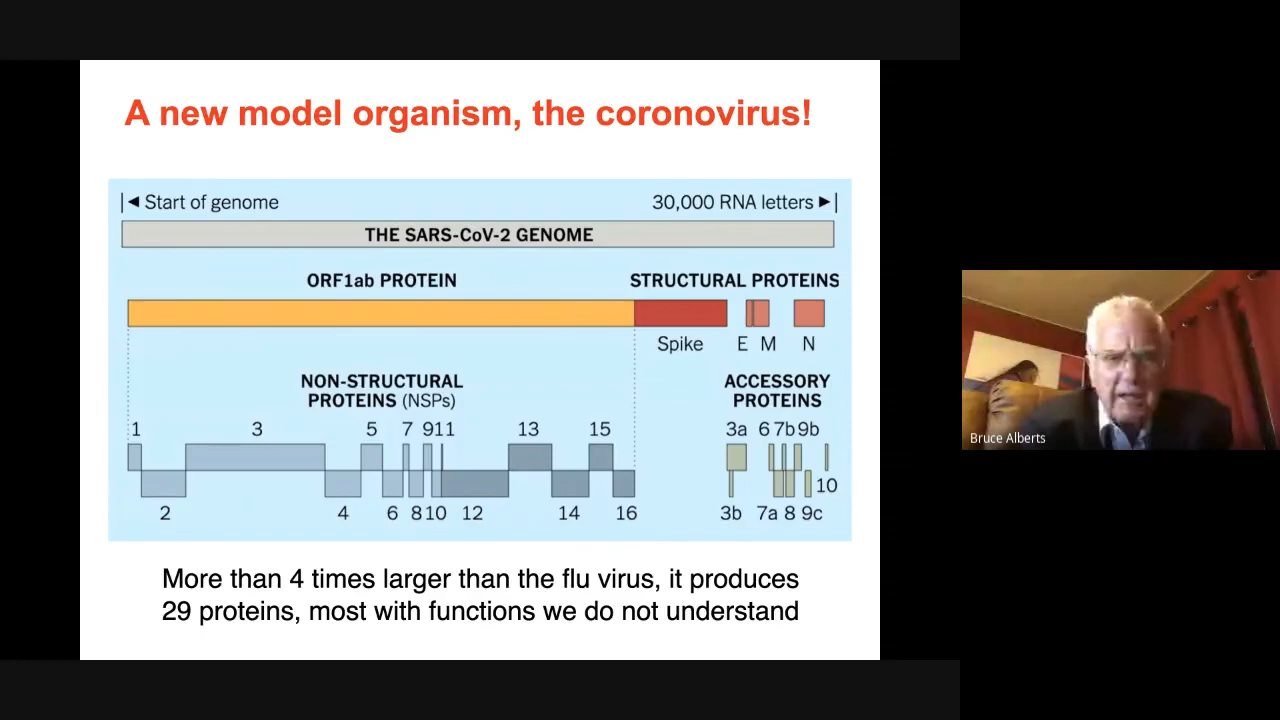 A new model organism, the coronovirus!
|◄ Start of genome
30,000 RNA letters ►|
THE SARS-CoV-2 GENOME
ORF1ab PROTEIN
STRUCTURAL PROTEINS
Spike E M N
NON-STRUCTURAL
PROTEINS (NSPs)
1 3 5 7 9 11 13 15
2 4 6 8 10 12 14 16
ACCESSORY
PROTEINS
3a 6 7b 9b
10
3b 7a 8 9c
More than 4 times larger than the flu virus, it produces
29 proteins, most with functions we do not understand
Bruce Alberts